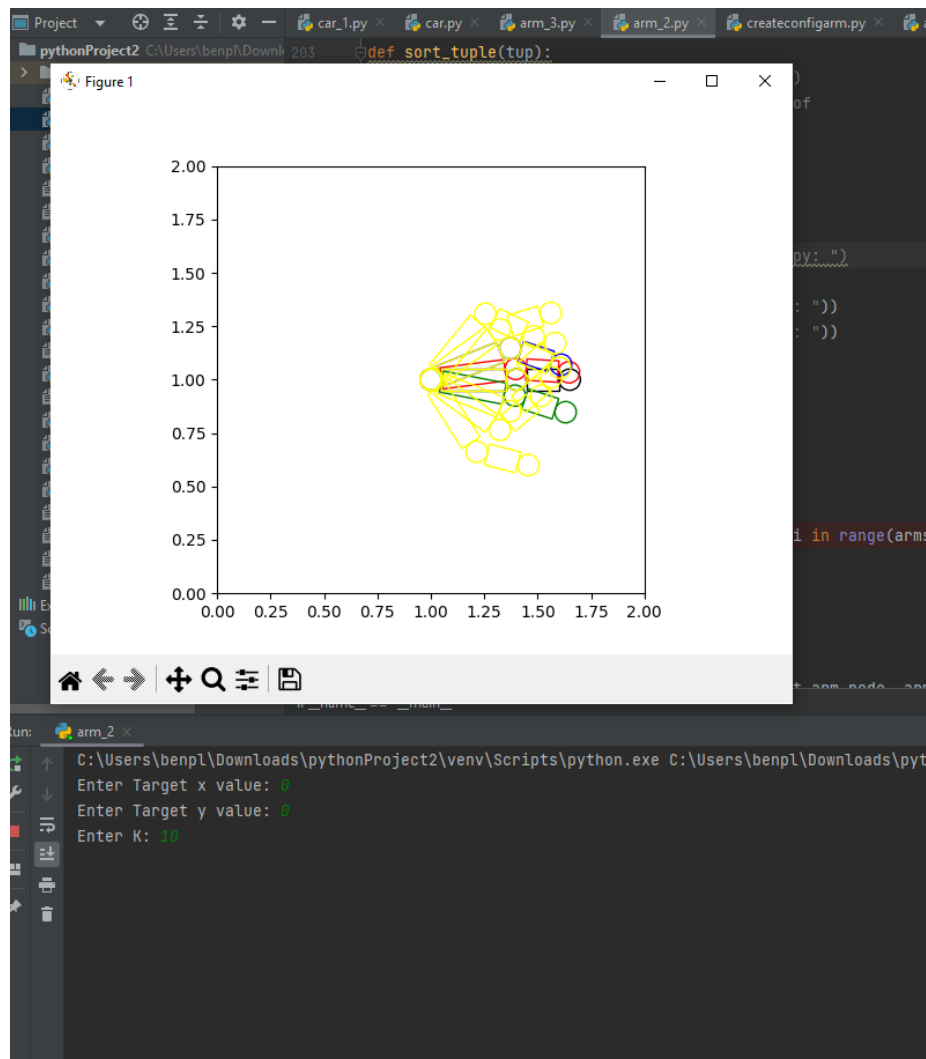 Project
car_1.py
car.py
arm_3.py
arm_2.py
createconfigarm.py
pythonProject2 C:\Users\benpl\Downl
203 def sort_tuple(tup):
Figure 1
)
of
py: ")
: "))
: "))
i in range(arms
2.00
1.75
1.50
1.25
1.00
0.75
0.50
0.25
0.00
0.00 0.25 0.50 0.75 1.00 1.25 1.50 1.75 2.00
un: arm_2
C:\Users\benpl\Downloads\pythonProject2\venv\Scripts\python.exe C:\Users\benpl\Downloads\pyt
Enter Target x value: 0
Enter Target y value: 0
Enter K: 10